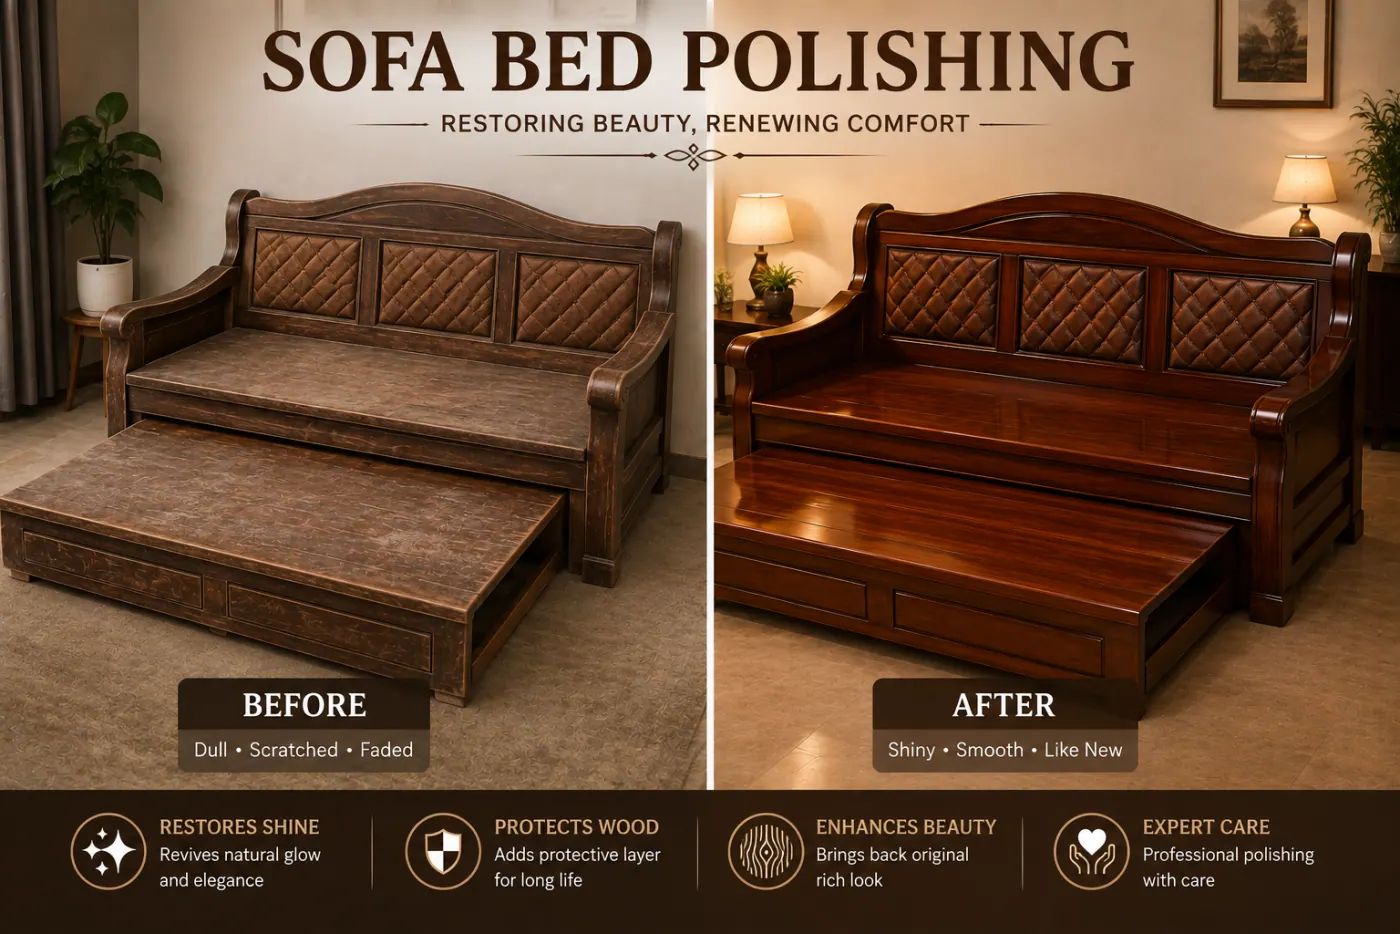 SOFA BED POLISHING
RESTORING BEAUTY, RENEWING COMFORT
BEFORE
Dull • Scratched • Faded
AFTER
Shiny • Smooth • Like New
RESTORES SHINE
Revives natural glow
and elegance
PROTECTS WOOD
Adds protective layer
for long life
ENHANCES BEAUTY
Brings back original
rich look
EXPERT CARE
Professional polishing
with care